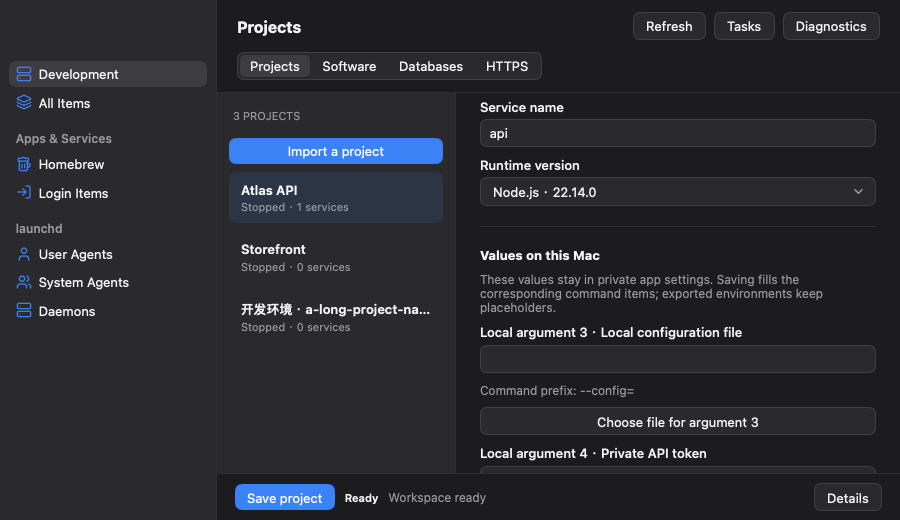 Projects
Refresh
Tasks
Diagnostics
Projects
Software
Databases
HTTPS
Development
All Items
Apps & Services
Homebrew
Login Items
launchd
User Agents
System Agents
Daemons
3 PROJECTS
Import a project
Atlas API
Stopped · 1 services
Storefront
Stopped · 0 services
开发环境 · a-long-project-na...
Stopped · 0 services
Service name
api
Runtime version
Node.js · 22.14.0
Values on this Mac
These values stay in private app settings. Saving fills the
corresponding command items; exported environments keep
placeholders.
Local argument 3 · Local configuration file
Command prefix: --config=
Choose file for argument 3
Local argument 4 · Private API token
Save project
Ready
Workspace ready
Details